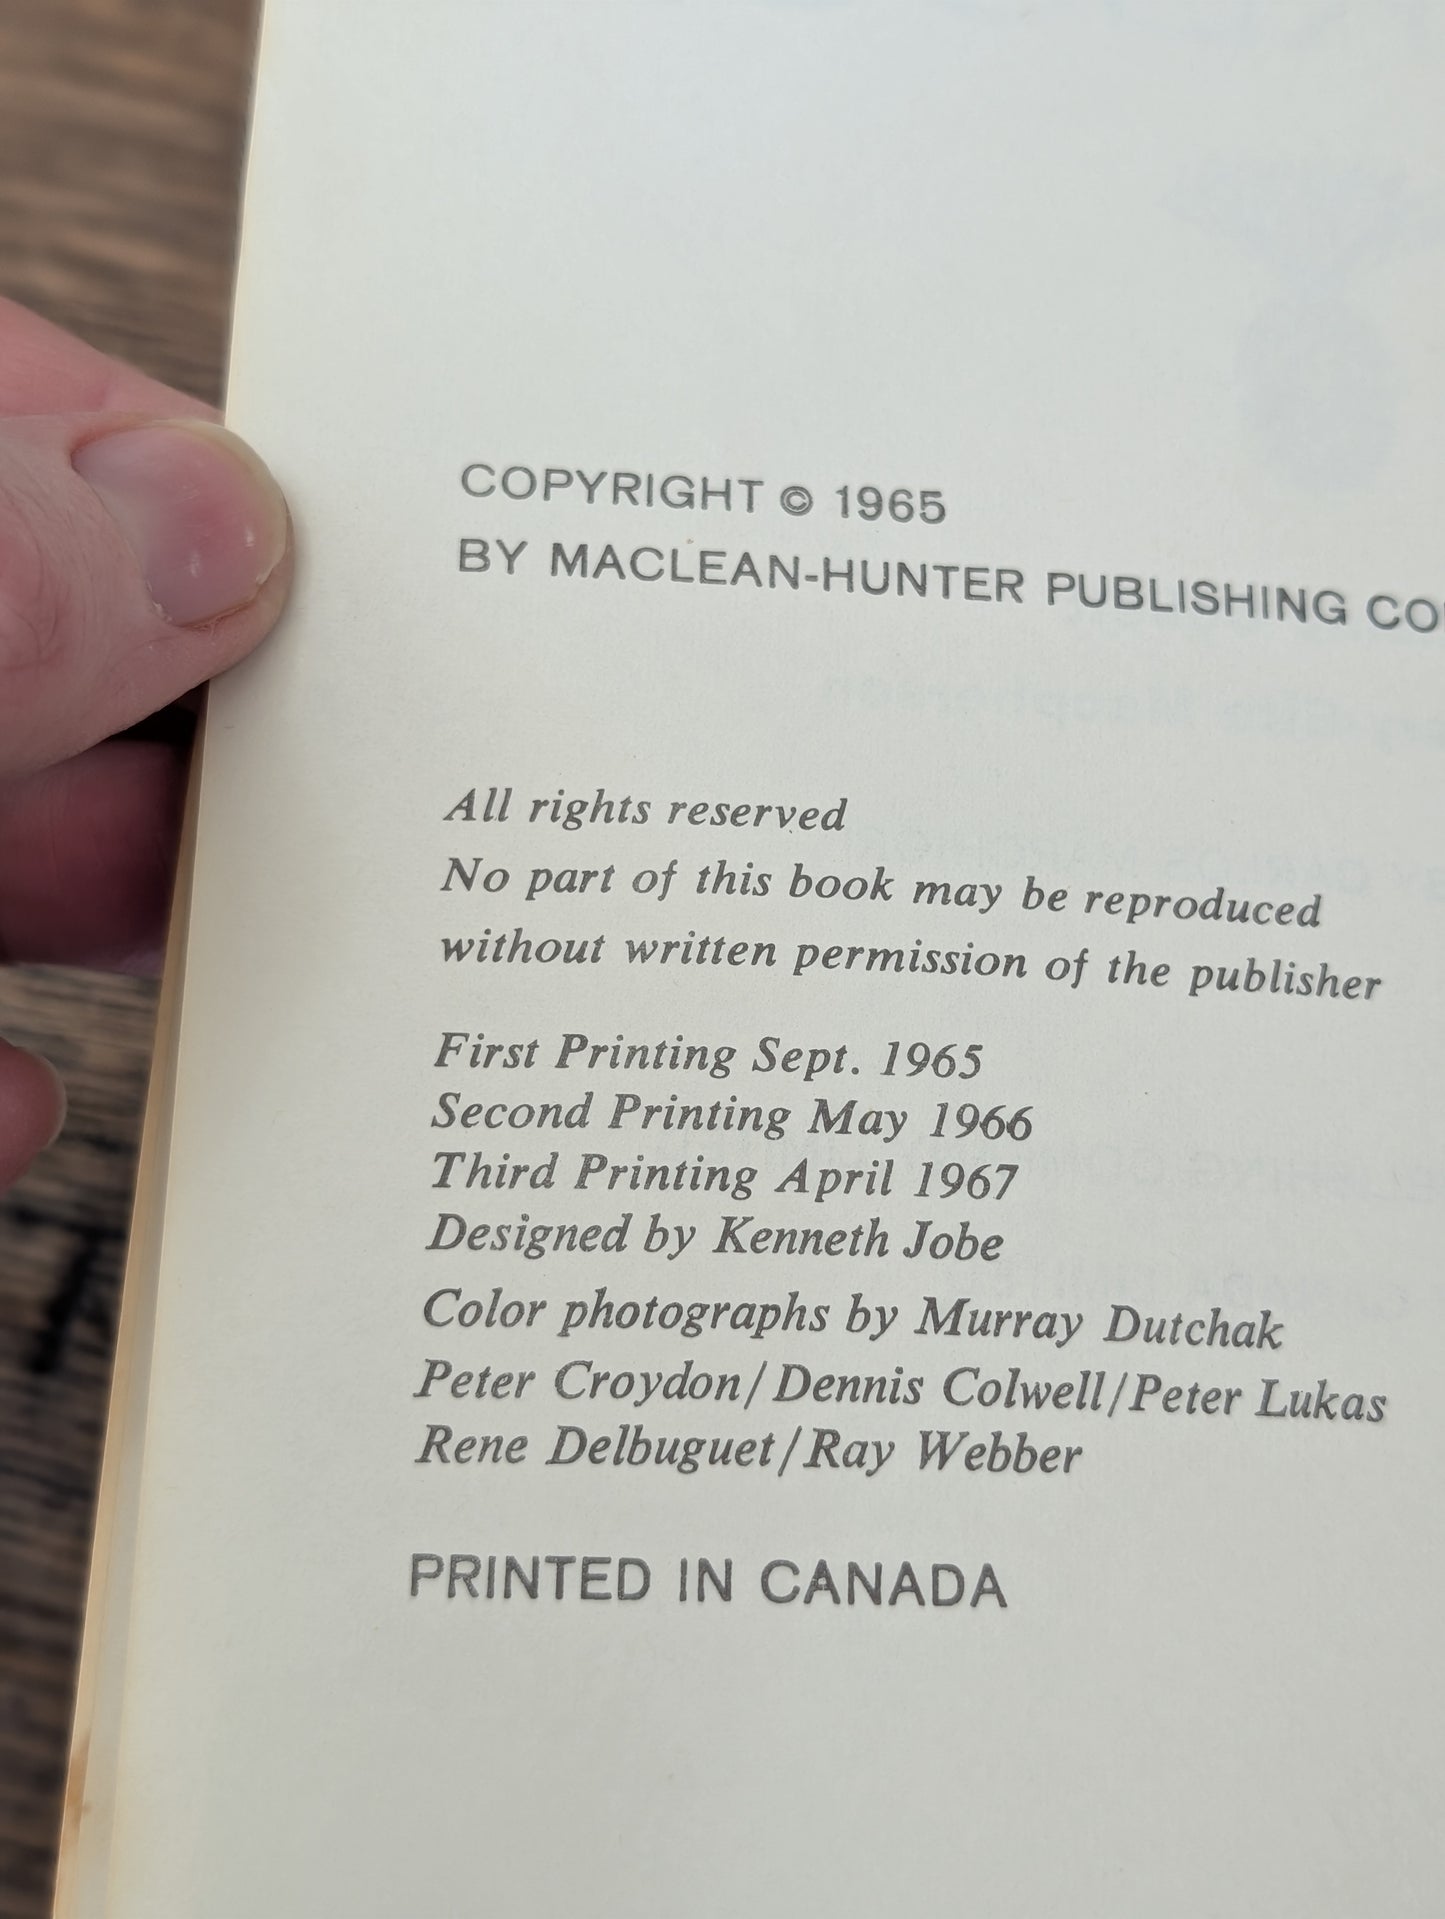 COPYRIGHT © 1965
BY MACLEAN-HUNTER PUBLISHING
All rights reserved
No part of this book may be reproduced
without written permission of the publisher
First Printing Sept. 1965
Second Printing May 1966
Third Printing April 1967
Designed by Kenneth Jobe
Color photographs by Murray Dutchak
Peter Croydon/Dennis Colwell/Peter Lukas
Rene Delbuguet/Ray Webber
PRINTED IN CANADA